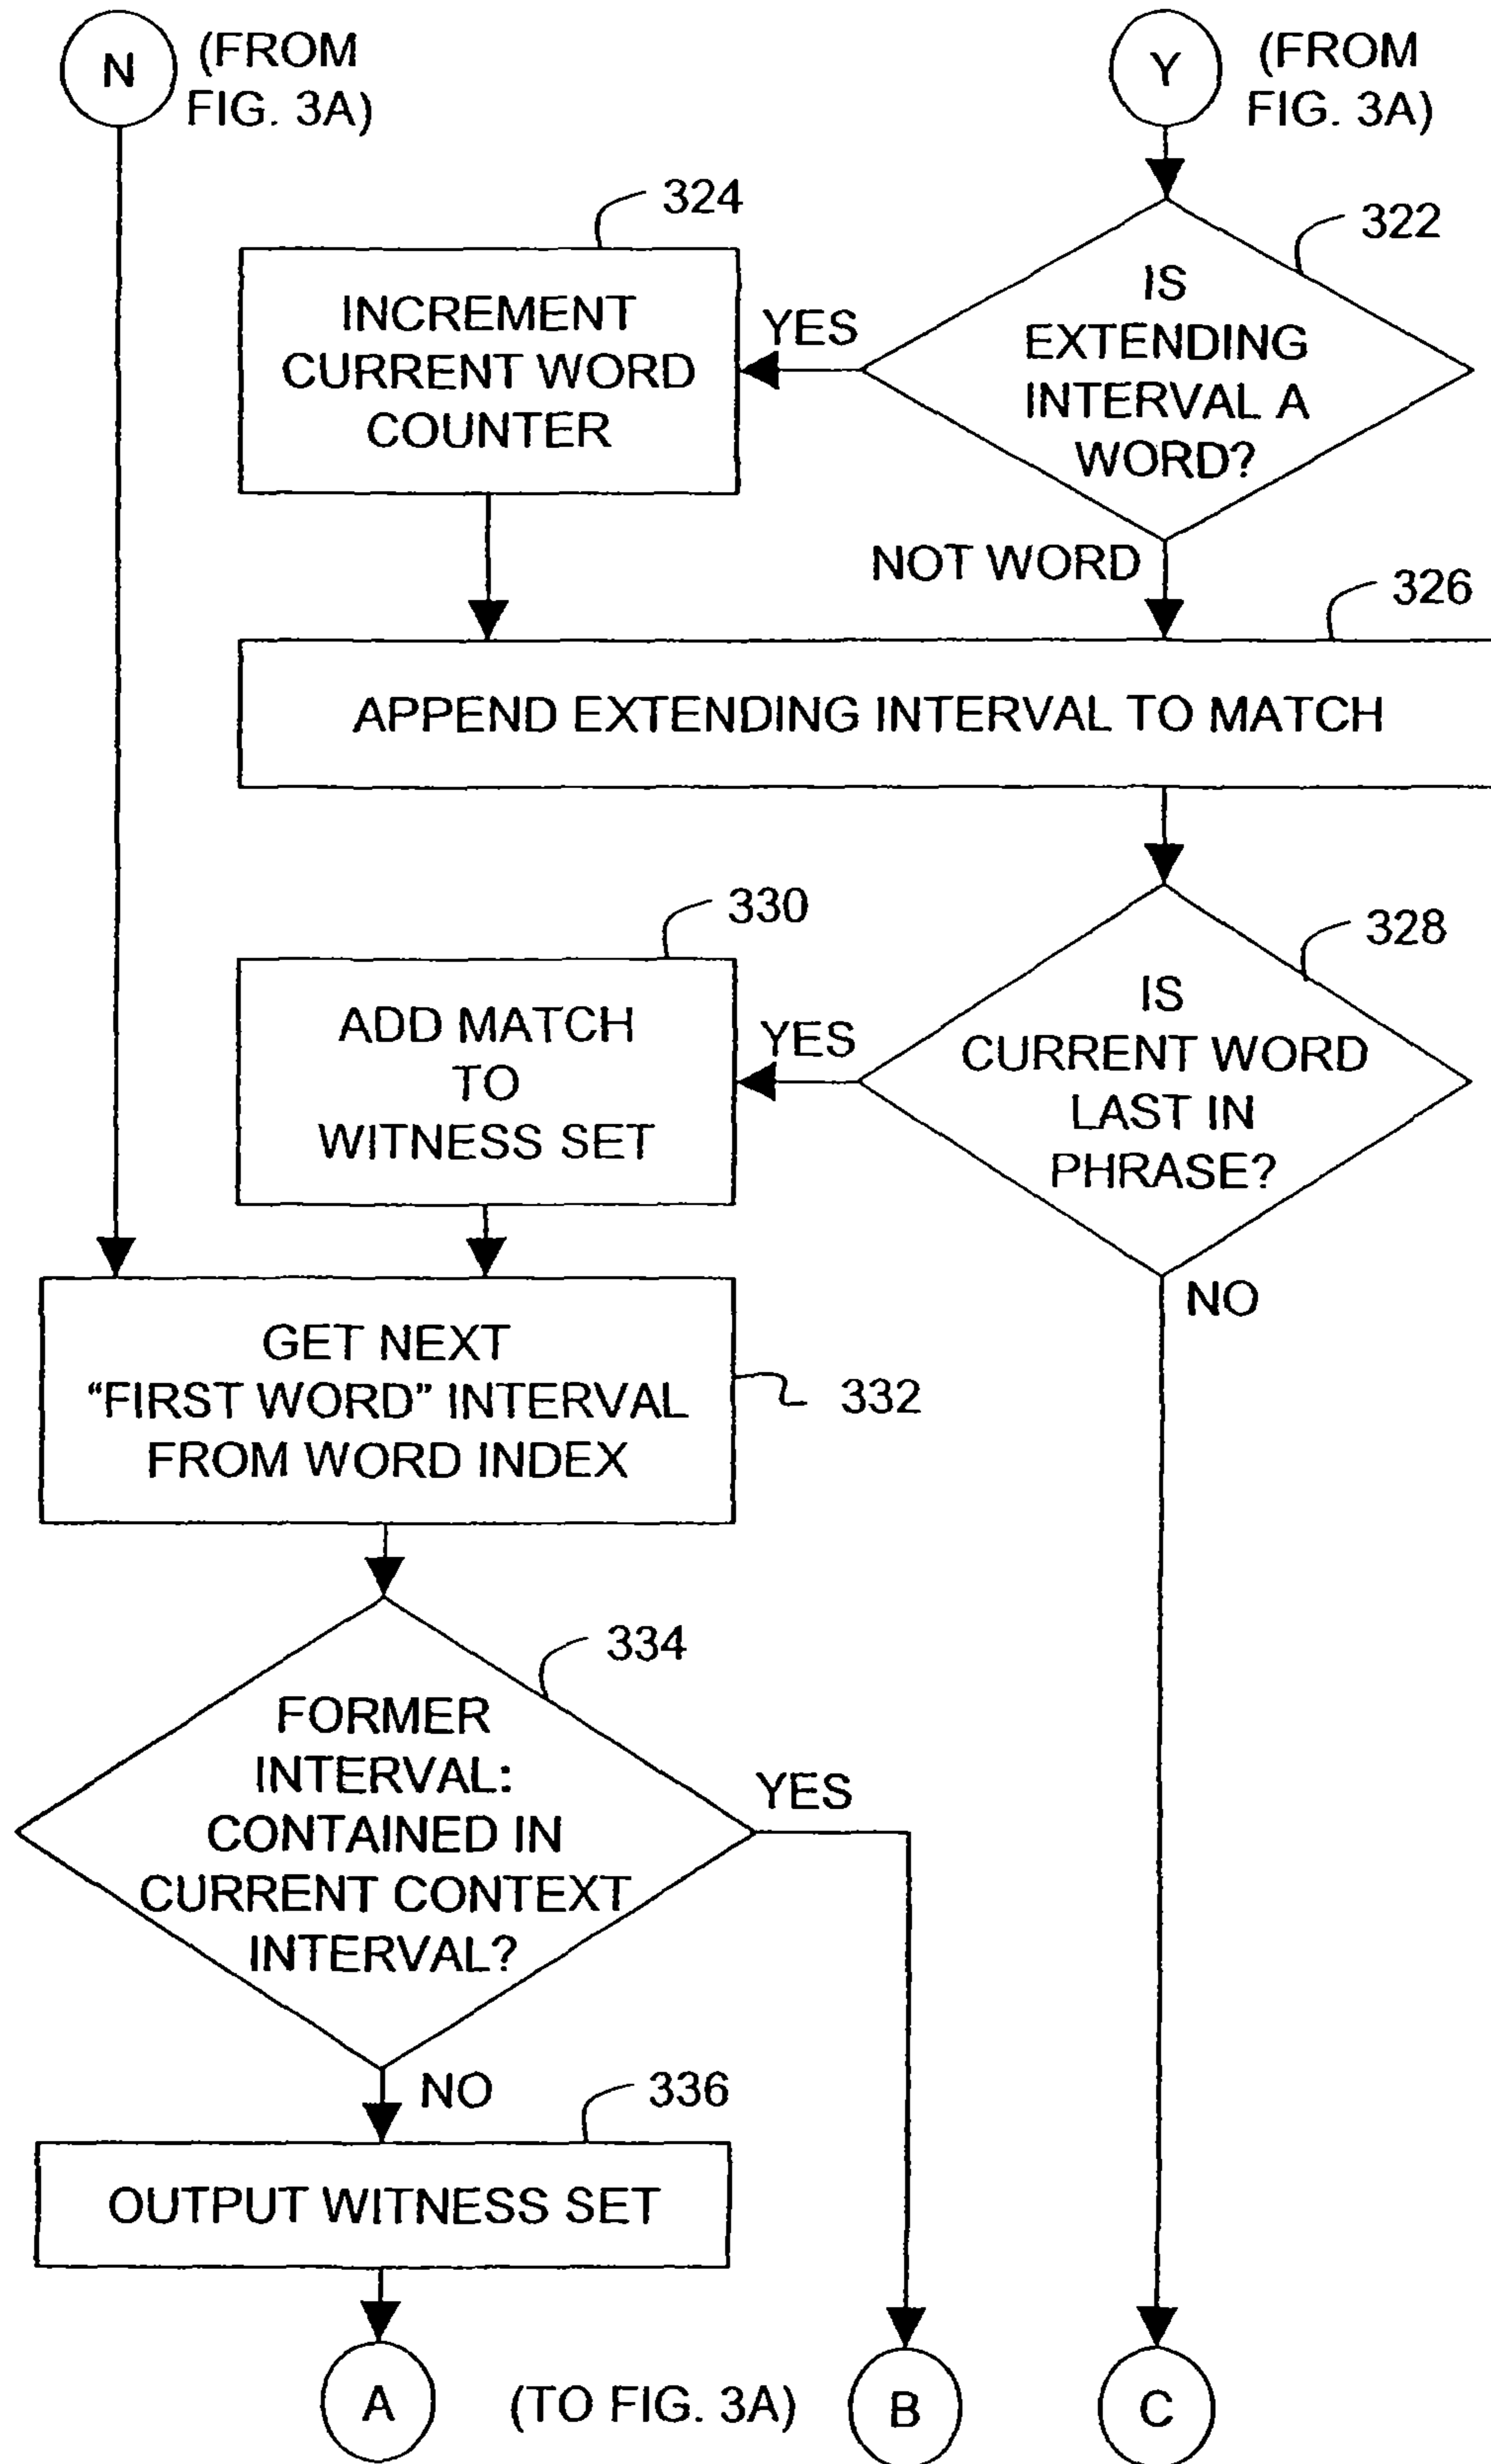 N
(FROM
FIG. 3A)
Y
(FROM
FIG. 3A)
324
322
INCREMENT
CURRENT WORD
COUNTER
YES
IS
EXTENDING
INTERVAL A
WORD?
NOT WORD
326
APPEND EXTENDING INTERVAL TO MATCH
330
328
ADD MATCH
TO
WITNESS SET
YES
IS
CURRENT WORD
LAST IN
PHRASE?
NO
GET NEXT
“FIRST WORD” INTERVAL
FROM WORD INDEX
332
334
FORMER
INTERVAL:
CONTAINED IN
CURRENT CONTEXT
INTERVAL?
YES
NO
336
OUTPUT WITNESS SET
A
(TO FIG. 3A)
B
C